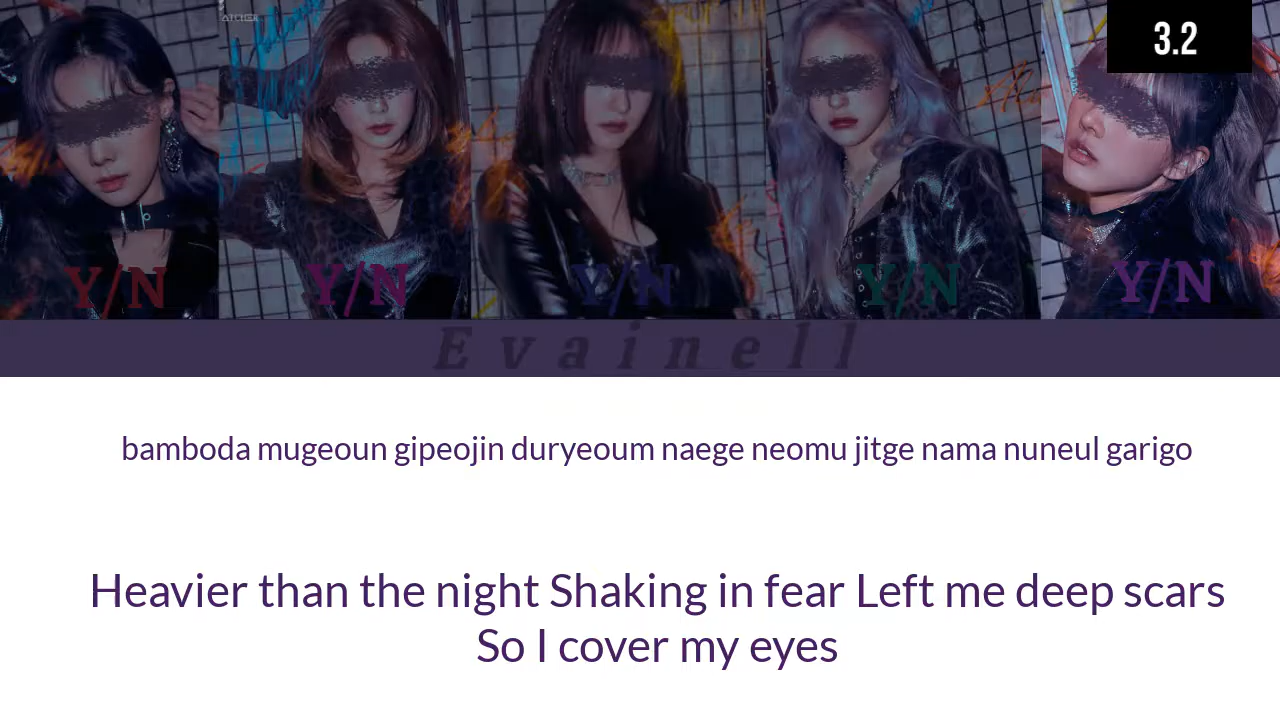 3.2
Y/N Y/N Y/N Y/N Y/N
Evainell
bamboda mugeoun gipeojin duryeoum naege neomu jitge nama nuneul garigo
Heavier than the night Shaking in fear Left me deep scars
So I cover my eyes